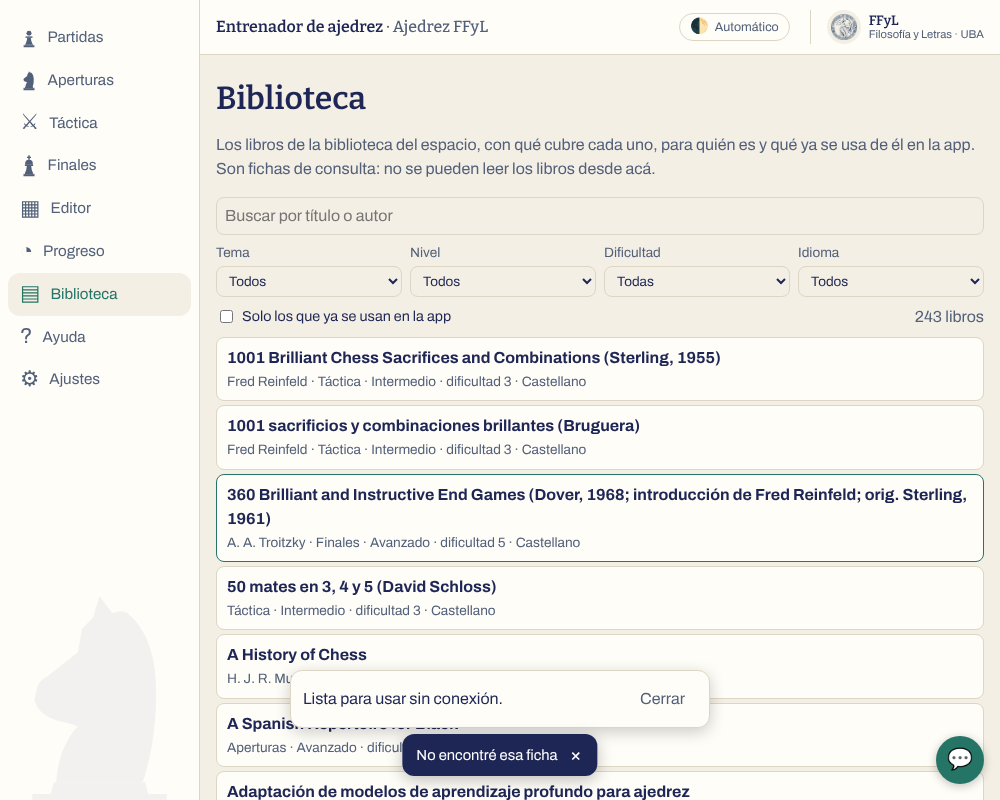 Partidas
Aperturas
Táctica
Finales
Editor
Progreso
Biblioteca
? Ayuda
Ajustes
Entrenador de ajedrez · Ajedrez FFyL
Automático
FFyL
Filosofía y Letras · UBA
Biblioteca
Los libros de la biblioteca del espacio, con qué cubre cada uno, para quién es y qué ya se usa de él en la app.
Son fichas de consulta: no se pueden leer los libros desde acá.
Buscar por título o autor
Tema Nivel Dificultad Idioma
Todos Todos Todas Todos
Solo los que ya se usan en la app
243 libros
1001 Brilliant Chess Sacrifices and Combinations (Sterling, 1955)
Fred Reinfeld · Táctica · Intermedio · dificultad 3 · Castellano
1001 sacrificios y combinaciones brillantes (Bruguera)
Fred Reinfeld · Táctica · Intermedio · dificultad 3 · Castellano
360 Brilliant and Instructive End Games (Dover, 1968; introducción de Fred Reinfeld; orig. Sterling,
1961)
A. A. Troitzky · Finales · Avanzado · dificultad 5 · Castellano
50 mates en 3, 4 y 5 (David Schloss)
Táctica · Intermedio · dificultad 3 · Castellano
A History of Chess
H. J. R.
Lista para usar sin conexión.
Cerrar
A Spanish Repertoire for Black
Aperturas · Avanzado ·
No encontré esa ficha ×
Adaptación de modelos de aprendizaje profundo para ajedrez